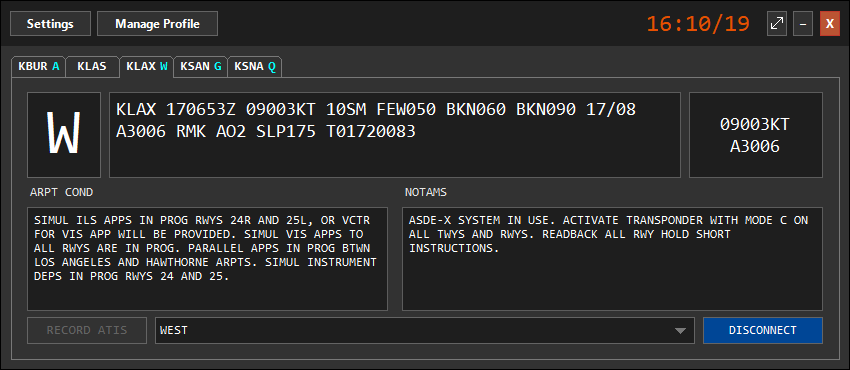 Settings Manage Profile 16:10/19 X
KBUR A KLAS KLAX W KSAN G KSNA Q
W
KLAX 170653Z 09003KT 10SM FEW050 BKN060 BKN090 17/08
A3006 RMK AO2 SLP175 T01720083
09003KT
A3006
ARPT COND
SIMUL ILS APPS IN PROG RWYS 24R AND 25L, OR VCTR
FOR VIS APP WILL BE PROVIDED. SIMUL VIS APPS TO
ALL RWYS ARE IN PROG. PARALLEL APPS IN PROG BTWN
LOS ANGELES AND HAWTHORNE ARPTS. SIMUL INSTRUMENT
DEPS IN PROG RWYS 24 AND 25.
NOTAMS
ASDE-X SYSTEM IN USE. ACTIVATE TRANSPONDER WITH MODE C ON
ALL TWYS AND RWYS. READBACK ALL RWY HOLD SHORT
INSTRUCTIONS.
RECORD ATIS WEST DISCONNECT